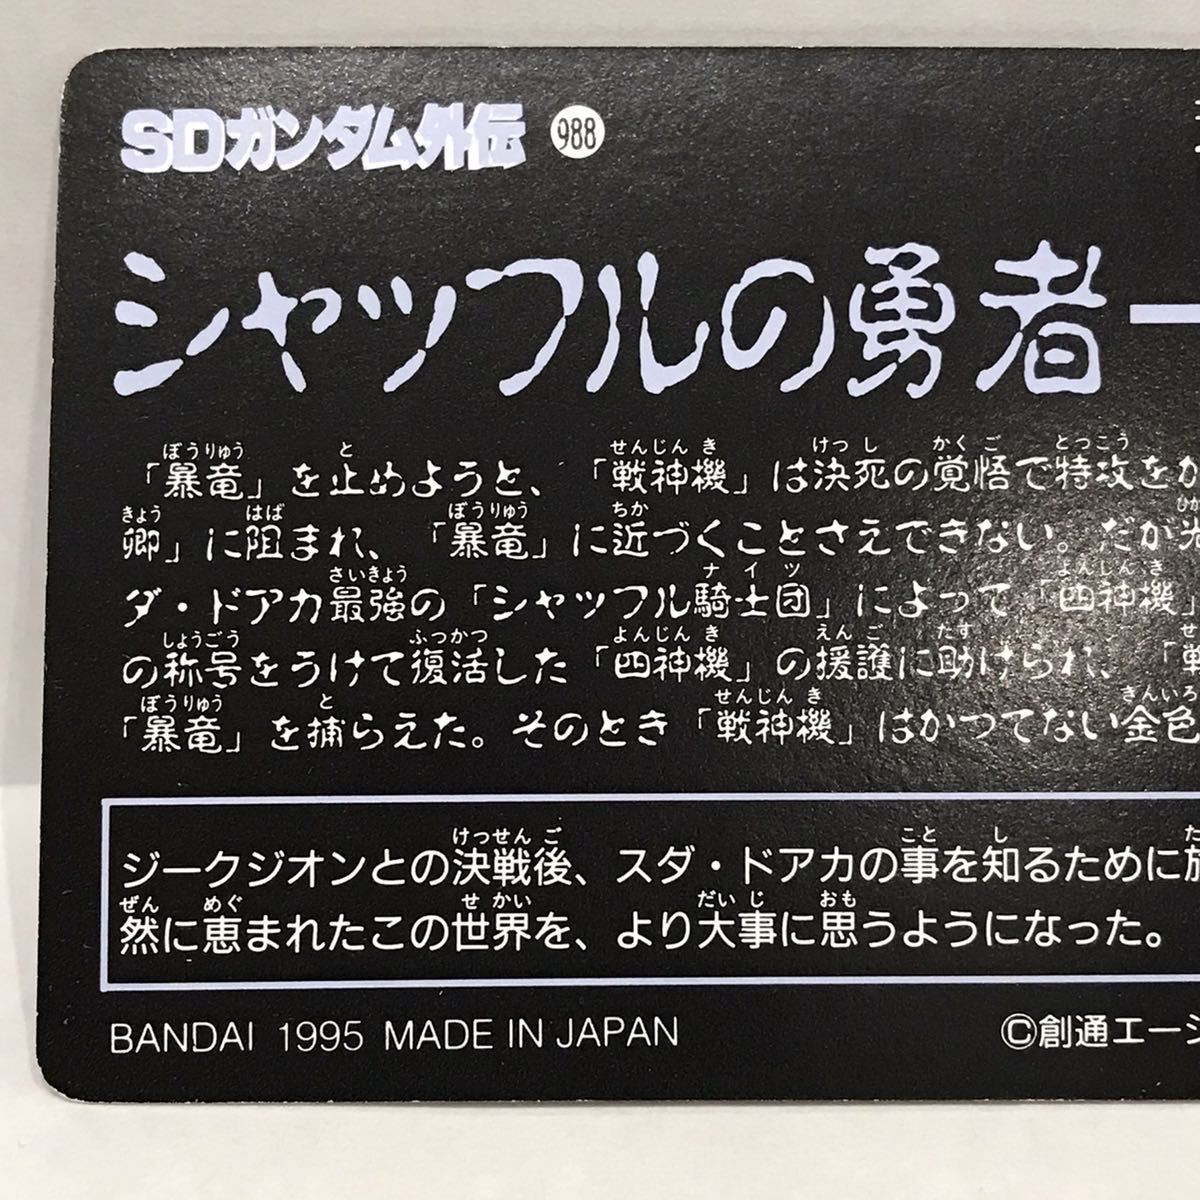 SDガンダム外伝 988
シャッフルの勇者
「暴竜」を止めようと、「戦神機」は決死の覚悟で特攻をか
卿」に阻まれ、「暴竜」に近づくことさえできない。だが
ダ・ドアカ最強の「シャッフル騎士団」によって「四神機」
の称号をうけて復活した「四神機」の援護に助けられ、「戦
「暴竜」を捕らえた。そのとき「戦神機」はかつてない金色
ジークジオンとの決戦後、スダ・ドアカの事を知るために旅
然に恵まれたこの世界を、より大事に思うようになった。
BANDAI 1995 MADE IN JAPAN
©創通エージ